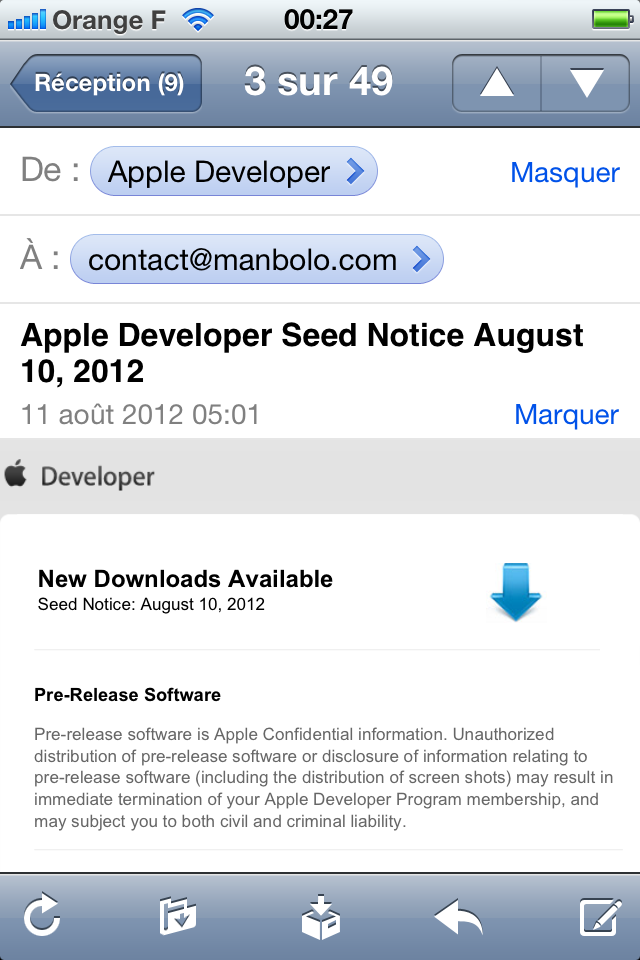 Orange F 00:27
Réception (9) 3 sur 49
De : Apple Developer Masquer
À : contact@manbolo.com
Apple Developer Seed Notice August
10, 2012
11 août 2012 05:01 Marquer
Developer
New Downloads Available
Seed Notice: August 10, 2012
Pre-Release Software
Pre-release software is Apple Confidential information. Unauthorized
distribution of pre-release software or disclosure of information relating to
pre-release software (including the distribution of screen shots) may result in
immediate termination of your Apple Developer Program membership, and
may subject you to both civil and criminal liability.